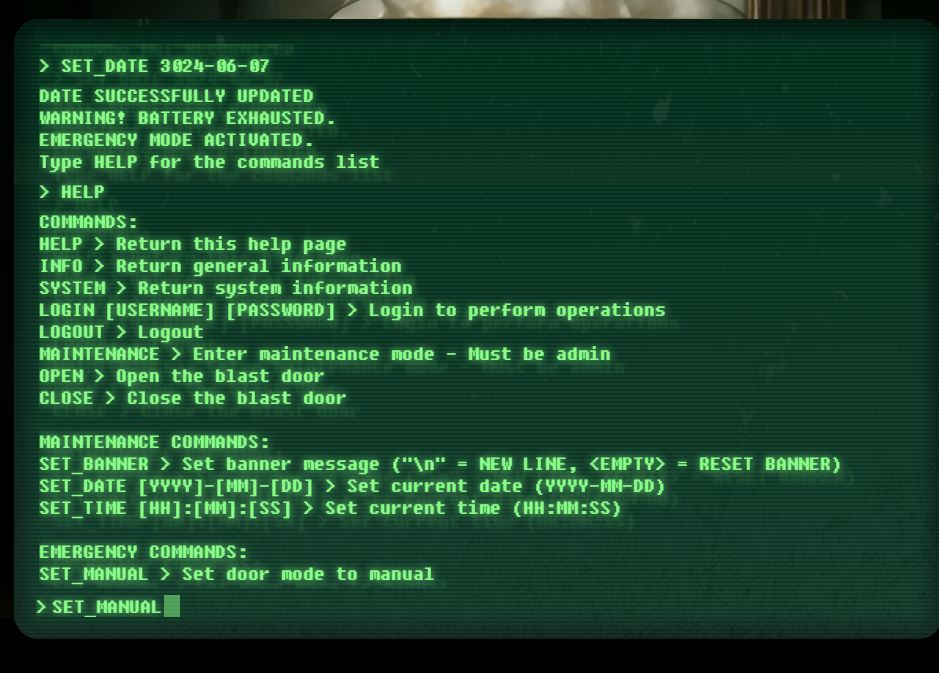 > SET_DATE 3024-06-07
DATE SUCCESSFULLY UPDATED
WARNING! BATTERY EXHAUSTED.
EMERGENCY MODE ACTIVATED.
Type HELP for the commands list
> HELP
COMMANDS:
HELP > Return this help page
INFO > Return general information
SYSTEM > Return system information
LOGIN [USERNAME] [PASSWORD] > Login to perform operations
LOGOUT > Logout
MAINTENANCE > Enter maintenance mode - Must be admin
OPEN > Open the blast door
CLOSE > Close the blast door
MAINTENANCE COMMANDS:
SET_BANNER > Set banner message ("\n" = NEW LINE, <EMPTY> = RESET BANNER)
SET_DATE [YYYY]-[MM]-[DD] > Set current date (YYYY-MM-DD)
SET_TIME [HH]:[MM]:[SS] > Set current time (HH:MM:SS)
EMERGENCY COMMANDS:
SET_MANUAL > Set door mode to manual
> SET_MANUAL